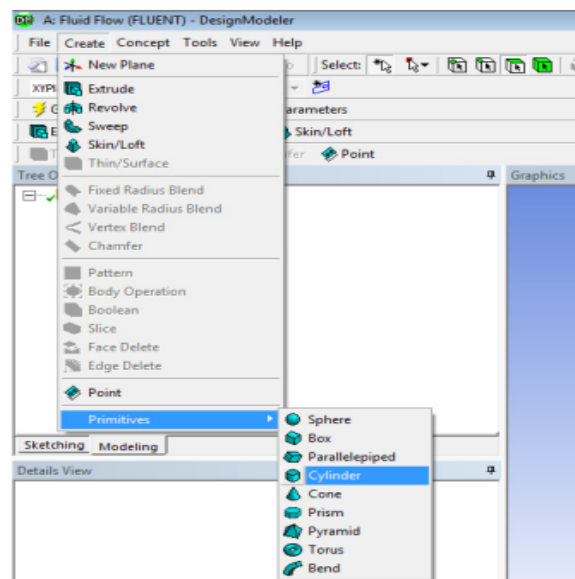 DM A: Fluid Flow (FLUENT) - DesignModeler
File Create Concept Tools View Help
New Plane
Select:
XYPl
Extrude
Revolve
G
arameters
Sweep
E
Skin/Loft
Skin/Loft
Thin/Surface
T
fer Point
Tree O
Graphics
Fixed Radius Blend
Variable Radius Blend
Vertex Blend
Chamfer
Pattern
Body Operation
Boolean
Slice
Face Delete
Edge Delete
Point
Primitives
Sphere
Box
Parallelepiped
Cylinder
Cone
Prism
Pyramid
Torus
Bend
Sketching Modeling
Details View